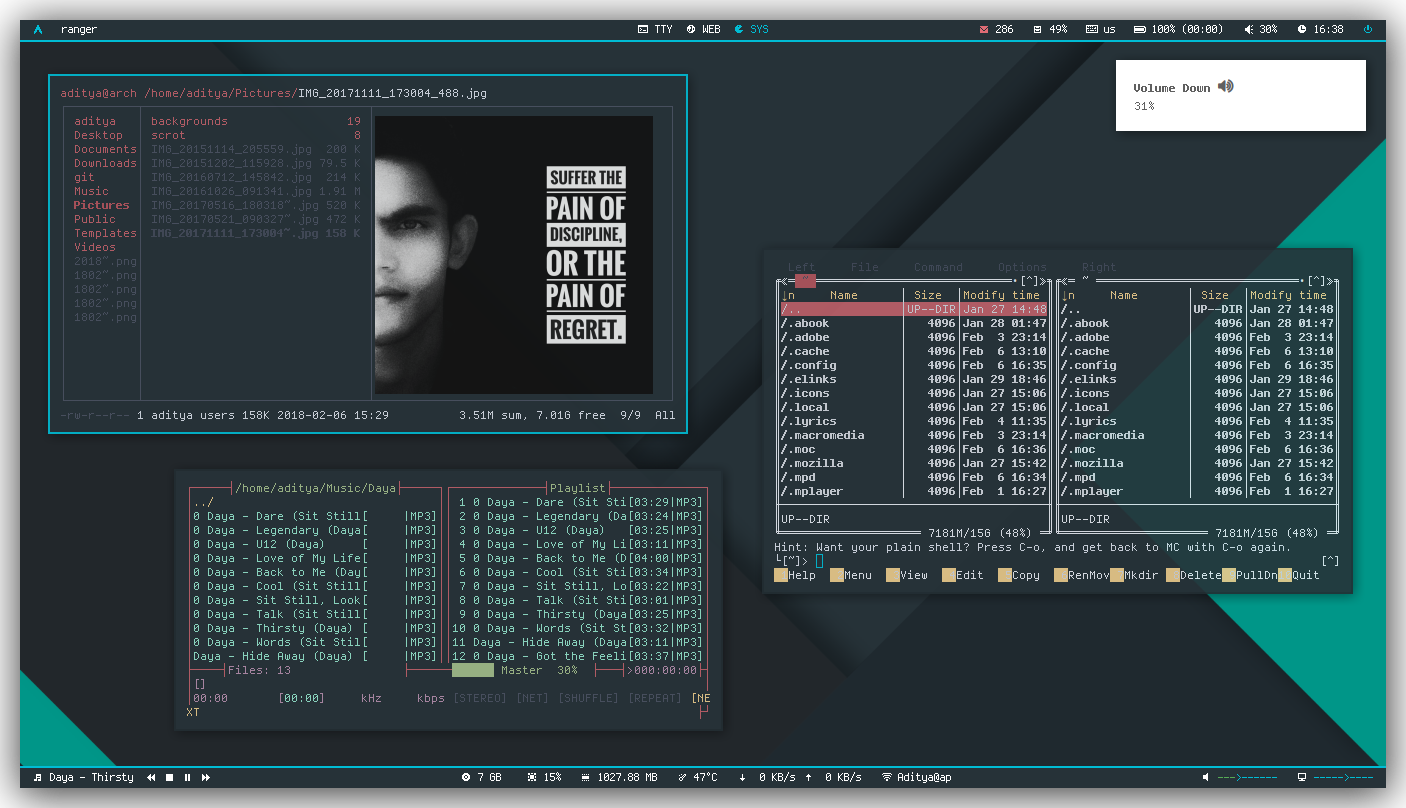 ranger
TTY WEB SYS
286 49% us 100% (00:00) 30% 16:38
Volume Down
31%
aditya@arch /home/aditya/Pictures/IMG_20171111_173004_488.jpg
aditya backgrounds 19
Desktop scrot 8
Documents IMG_20151114_205559.jpg 200 K
Downloads IMG_20151202_115928.jpg 79.5 K
git IMG_20160712_145842.jpg 214 K
Music IMG_20161026_091341.jpg 1.91 M
Pictures IMG_20170516_180318~.jpg 520 K
Public IMG_20170521_090327~.jpg 472 K
Templates IMG_20171111_173004~.jpg 158 K
Videos
2018~.png
1802~.png
1802~.png
1802~.png
1802~.png
SUFFER THE
PAIN OF
DISCIPLINE,
OR THE
PAIN OF
REGRET.
-rw-r--r-- 1 aditya users 158K 2018-02-06 15:29 3.51M sum, 7.01G free 9/9 All
Left File Command Options Right
~ .[^] ~ .[^]
↓n Name Size Modify time ↓n Name Size Modify time
/.. UP--DIR Jan 27 14:48 /.. UP--DIR Jan 27 14:48
/.abook 4096 Jan 28 01:47 /.abook 4096 Jan 28 01:47
/.adobe 4096 Feb 3 23:14 /.adobe 4096 Feb 3 23:14
/.cache 4096 Feb 6 13:10 /.cache 4096 Feb 6 13:10
/.config 4096 Feb 6 16:35 /.config 4096 Feb 6 16:35
/.elinks 4096 Jan 29 18:46 /.elinks 4096 Jan 29 18:46
/.icons 4096 Jan 27 15:06 /.icons 4096 Jan 27 15:06
/.local 4096 Jan 27 15:06 /.local 4096 Jan 27 15:06
/.lyrics 4096 Feb 4 11:35 /.lyrics 4096 Feb 4 11:35
/.macromedia 4096 Feb 3 23:14 /.macromedia 4096 Feb 3 23:14
/.moc 4096 Feb 6 16:36 /.moc 4096 Feb 6 16:36
/.mozilla 4096 Jan 27 15:42 /.mozilla 4096 Jan 27 15:42
/.mpd 4096 Feb 6 16:34 /.mpd 4096 Feb 6 16:34
/.mplayer 4096 Feb 1 16:27 /.mplayer 4096 Feb 1 16:27
UP--DIR UP--DIR
7181M/15G (48%) 7181M/15G (48%)
Hint: Want your plain shell? Press C-o, and get back to MC with C-o again.
[~]> [^]
Help Menu View Edit Copy RenMov Mkdir Delete PullDn Quit
/home/aditya/Music/Daya Playlist
../ 1 0 Daya - Dare (Sit Sti[03:29|MP3]
0 Daya - Dare (Sit Still[ |MP3] 2 0 Daya - Legendary (Da[03:24|MP3]
0 Daya - Legendary (Daya[ |MP3] 3 0 Daya - U12 (Daya) [03:25|MP3]
0 Daya - U12 (Daya) [ |MP3] 4 0 Daya - Love of My Li[03:11|MP3]
0 Daya - Love of My Life[ |MP3] 5 0 Daya - Back to Me (D[04:00|MP3]
0 Daya - Back to Me (Day[ |MP3] 6 0 Daya - Cool (Sit Sti[03:34|MP3]
0 Daya - Cool (Sit Still[ |MP3] 7 0 Daya - Sit Still, Lo[03:22|MP3]
0 Daya - Sit Still, Look[ |MP3] 8 0 Daya - Talk (Sit Sti[03:01|MP3]
0 Daya - Talk (Sit Still[ |MP3] 9 0 Daya - Thirsty (Daya[03:25|MP3]
0 Daya - Thirsty (Daya) [ |MP3] 10 0 Daya - Words (Sit St[03:32|MP3]
0 Daya - Words (Sit Still[ |MP3] 11 Daya - Hide Away (Daya[03:11|MP3]
Daya - Hide Away (Daya) [ |MP3] 12 0 Daya - Got the Feeli[03:37|MP3]
Files: 13 Master 30% >000:00:00
[]
00:00 [00:00] kHz kbps [STEREO] [NET] [SHUFFLE] [REPEAT] [NE
XT
Daya - Thirsty 7 GB 15% 1027.88 MB 47°C ↓ 0 KB/s ↑ 0 KB/s Aditya@ap --->------ ----->----